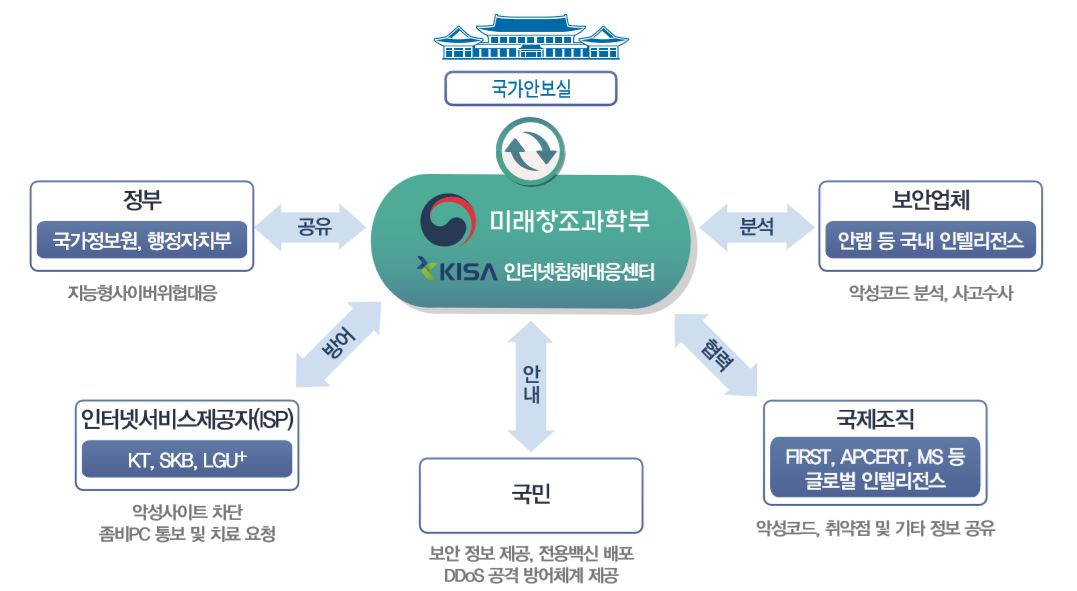 국가안보실
미래창조과학부
KISA 인터넷침해대응센터
정부
국가정보원, 행정자치부
지능형사이버위협대응
공유
분석
보안업체
안랩 등 국내 인텔리전스
악성코드 분석, 사고수사
방어
안내
협력
인터넷서비스제공자(ISP)
KT, SKB, LGU+
악성사이트 차단
좀비PC 통보 및 치료 요청
국민
보안 정보 제공, 전용백신 배포
DDoS 공격 방어체계 제공
국제조직
FIRST, APCERT, MS 등
글로벌 인텔리전스
악성코드, 취약점 및 기타 정보 공유